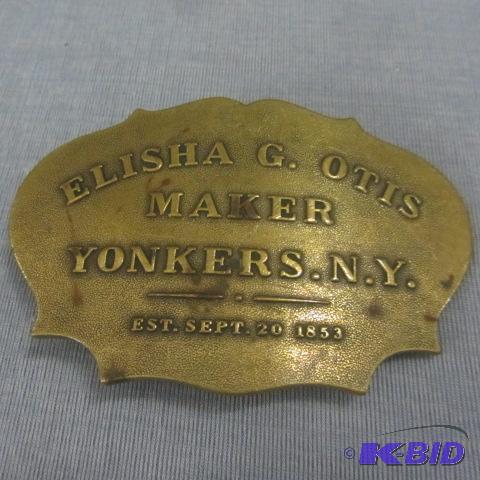 ELISHA G. OTIS
MAKER
YONKERS. N.Y.
EST. SEPT. 20 1853
© K-BID